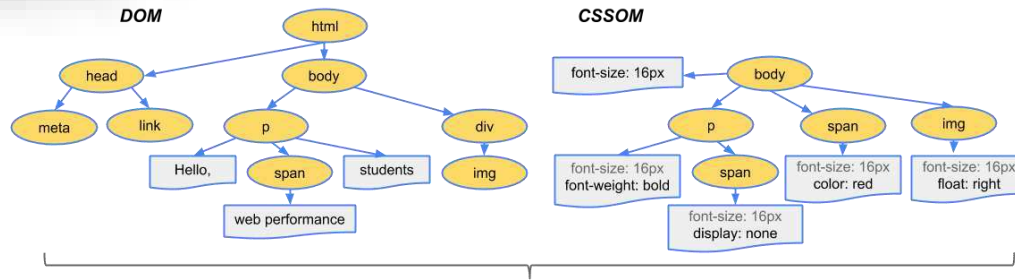 DOM
html
head
body
meta
link
p
div
Hello,
span
students
img
web performance
CSSOM
font-size: 16px
body
p
span
img
font-size: 16px
font-weight: bold
span
font-size: 16px
color: red
font-size: 16px
float: right
font-size: 16px
display: none